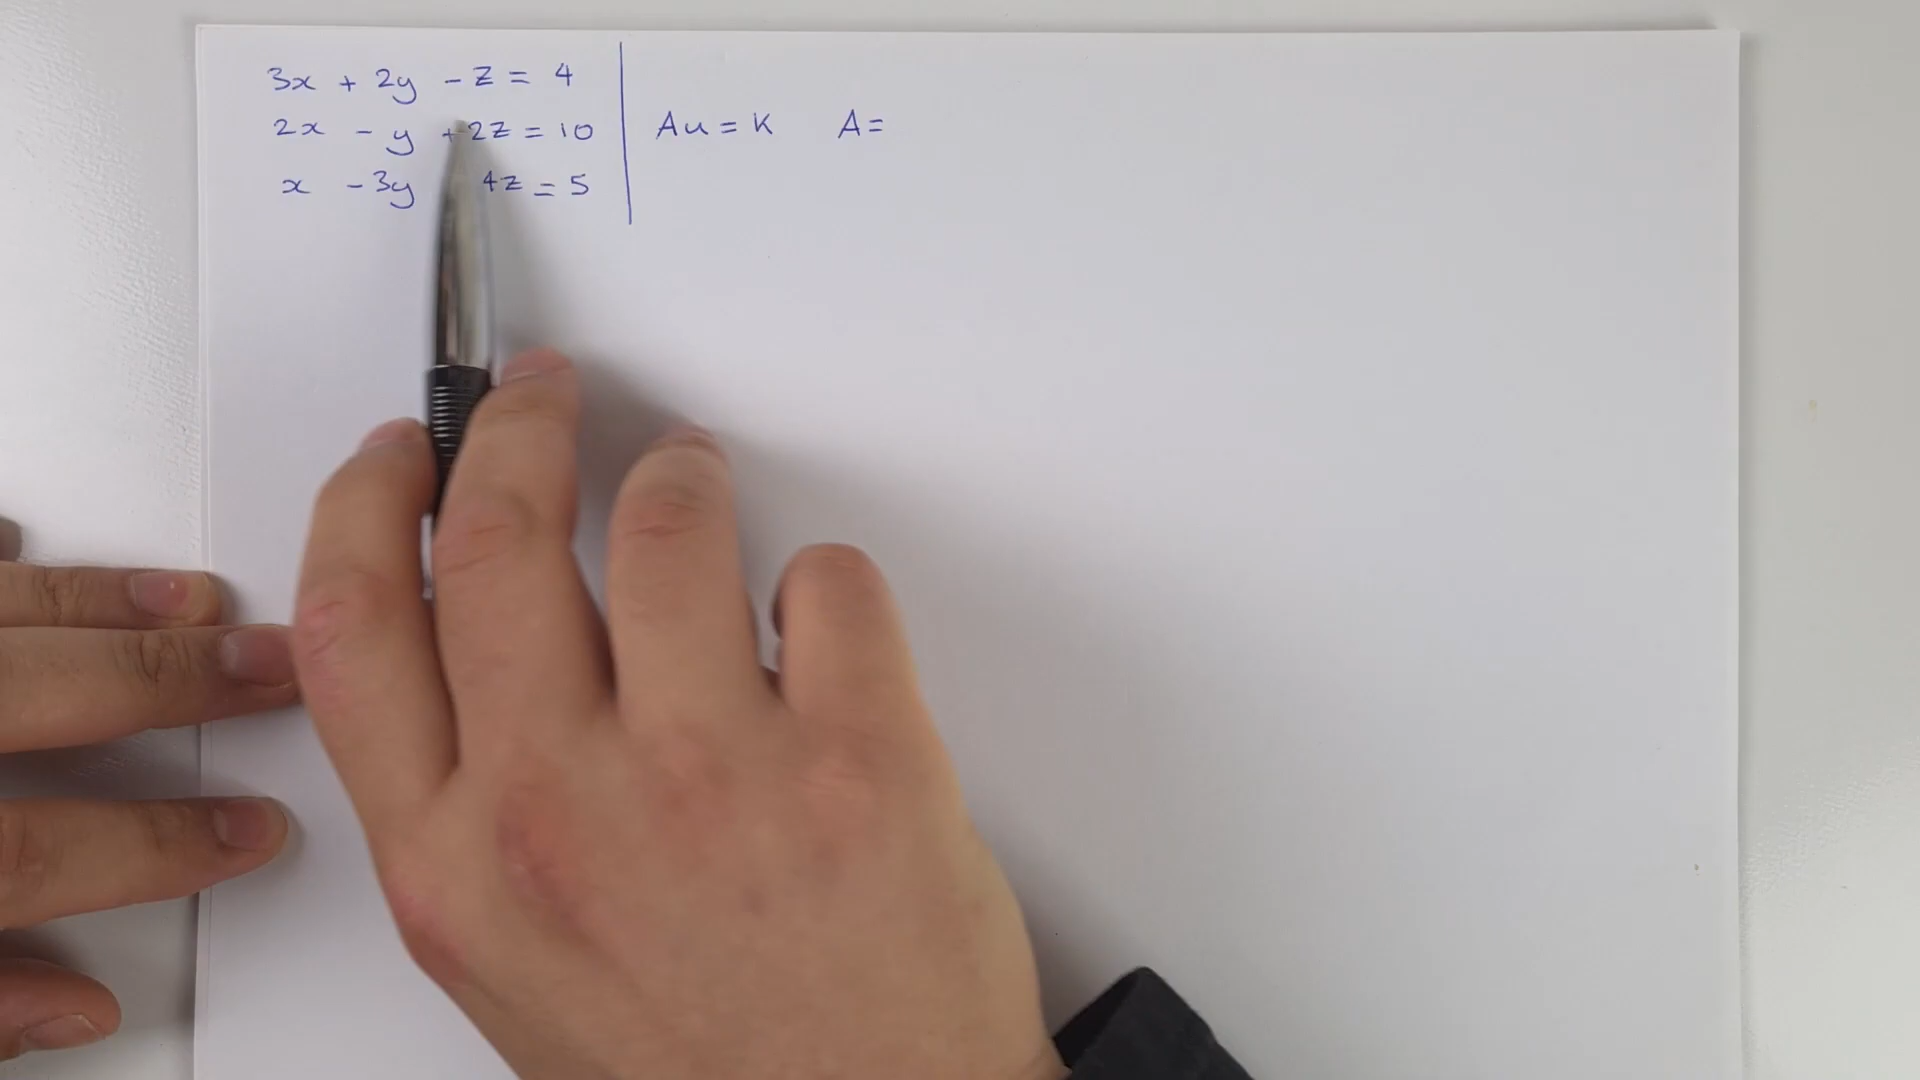 3x + 2y - z = 4
2x - y + 2z = 10
x - 3y 4z = 5
Au = K
A =